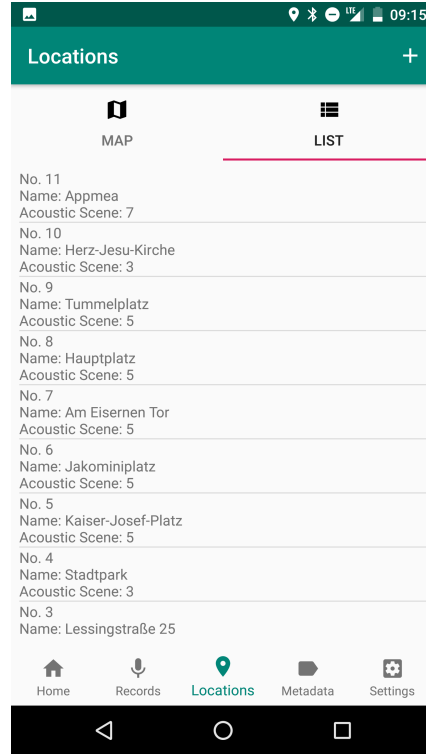 LTE 09:15
Locations +
MAP LIST
No. 11
Name: Appmea
Acoustic Scene: 7
No. 10
Name: Herz-Jesu-Kirche
Acoustic Scene: 3
No. 9
Name: Tummelplatz
Acoustic Scene: 5
No. 8
Name: Hauptplatz
Acoustic Scene: 5
No. 7
Name: Am Eisernen Tor
Acoustic Scene: 5
No. 6
Name: Jakominiplatz
Acoustic Scene: 5
No. 5
Name: Kaiser-Josef-Platz
Acoustic Scene: 5
No. 4
Name: Stadtpark
Acoustic Scene: 3
No. 3
Name: Lessingstraße 25
Home Records Locations Metadata Settings